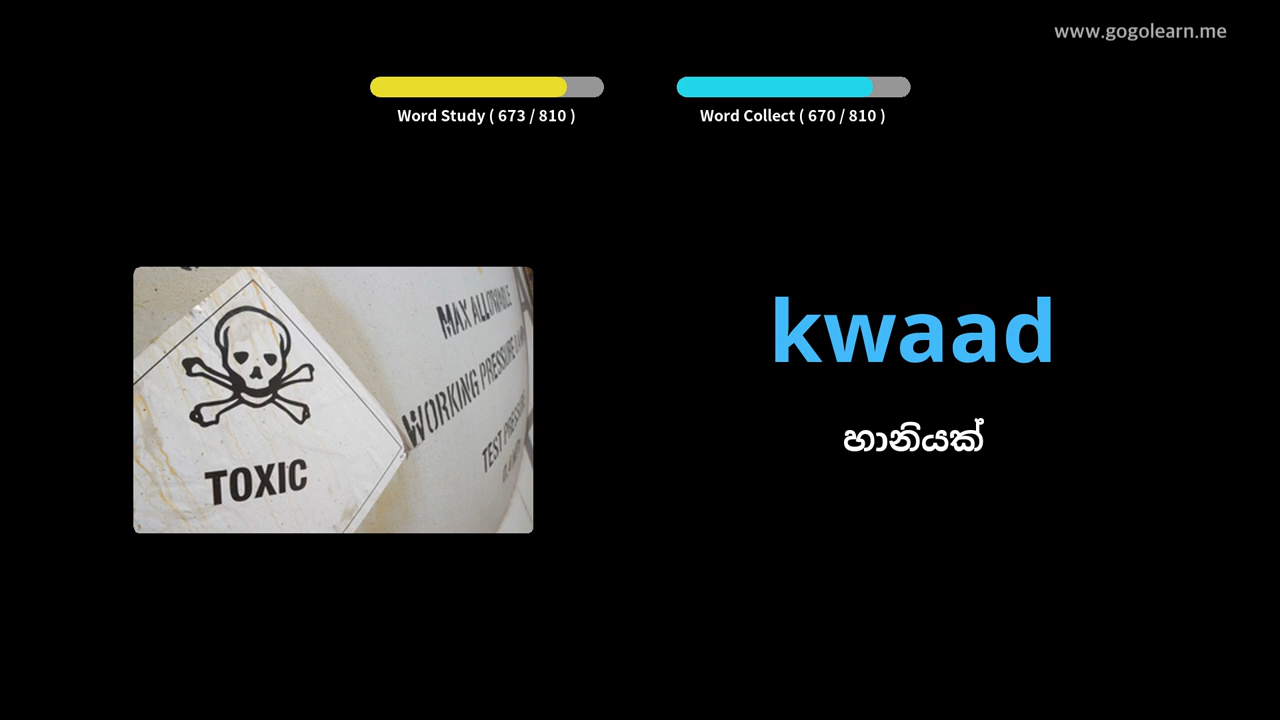 www.gogolearn.me
Word Study ( 673 / 810 )
Word Collect ( 670 / 810 )
MAX ALLOWABLE
WORKING PRESSURE
TEST PRESSURE
TOXIC
kwaad
හානියක්